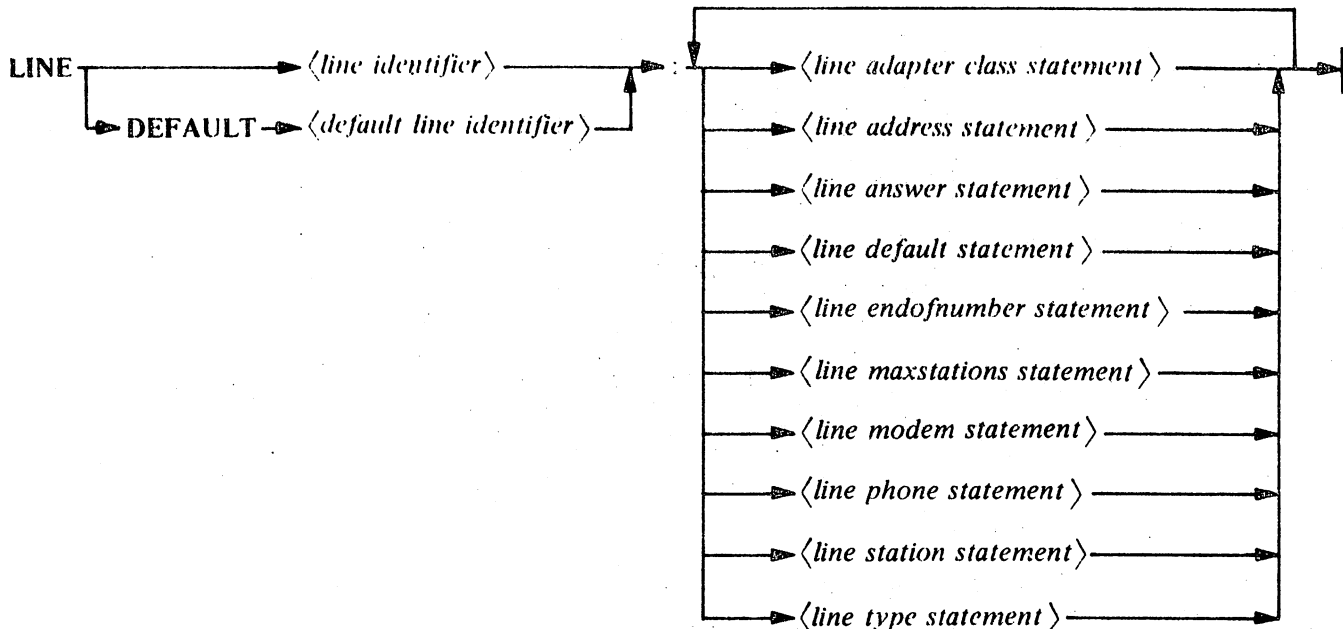 LINE 〈line identifier〉 : 〈line adapter class statement〉
DEFAULT 〈default line identifier〉 〈line address statement〉
〈line answer statement〉
〈line default statement〉
〈line endofnumber statement〉
〈line maxstations statement〉
〈line modem statement〉
〈line phone statement〉
〈line station statement〉
〈line type statement〉